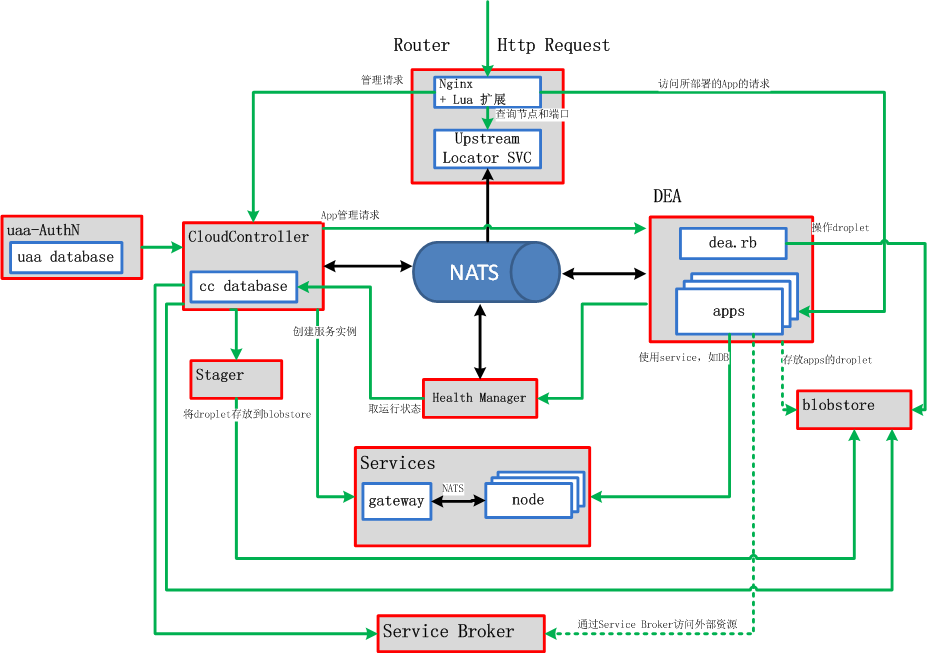 Router
Http Request
管理请求
Nginx
+ Lua 扩展
访问所部署的App的请求
查询节点和端口
Upstream
Locator SVC
DEA
App管理请求
uaa-AuthN
uaa database
CloudController
操作droplet
dea.rb
NATS
cc database
apps
创建服务实例
使用service, 如DB
存放apps的droplet
Stager
Health Manager
取运行状态
将droplet存放到blobstore
blobstore
Services
gateway
NATS
node
通过Service Broker访问外部资源
Service Broker